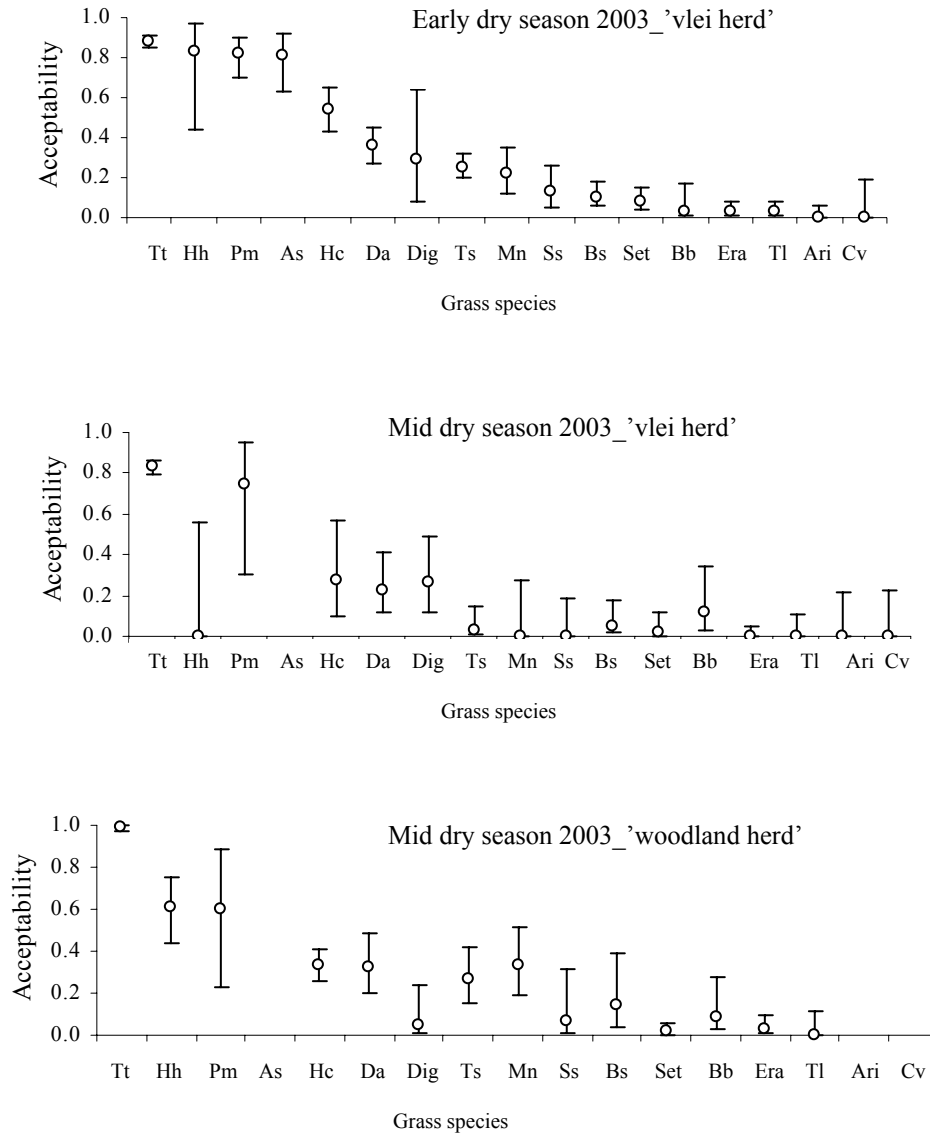 Early dry season 2003_'vlei herd'
Acceptability
1.0
0.8
0.6
0.4
0.2
0.0
Tt Hh Pm As Hc Da Dig Ts Mn Ss Bs Set Bb Era Tl Ari Cv
Grass species
Mid dry season 2003_'vlei herd'
Acceptability
1.0
0.8
0.6
0.4
0.2
0.0
Tt Hh Pm As Hc Da Dig Ts Mn Ss Bs Set Bb Era Tl Ari Cv
Grass species
Mid dry season 2003_'woodland herd'
Acceptability
1.0
0.8
0.6
0.4
0.2
0.0
Tt Hh Pm As Hc Da Dig Ts Mn Ss Bs Set Bb Era Tl Ari Cv
Grass species